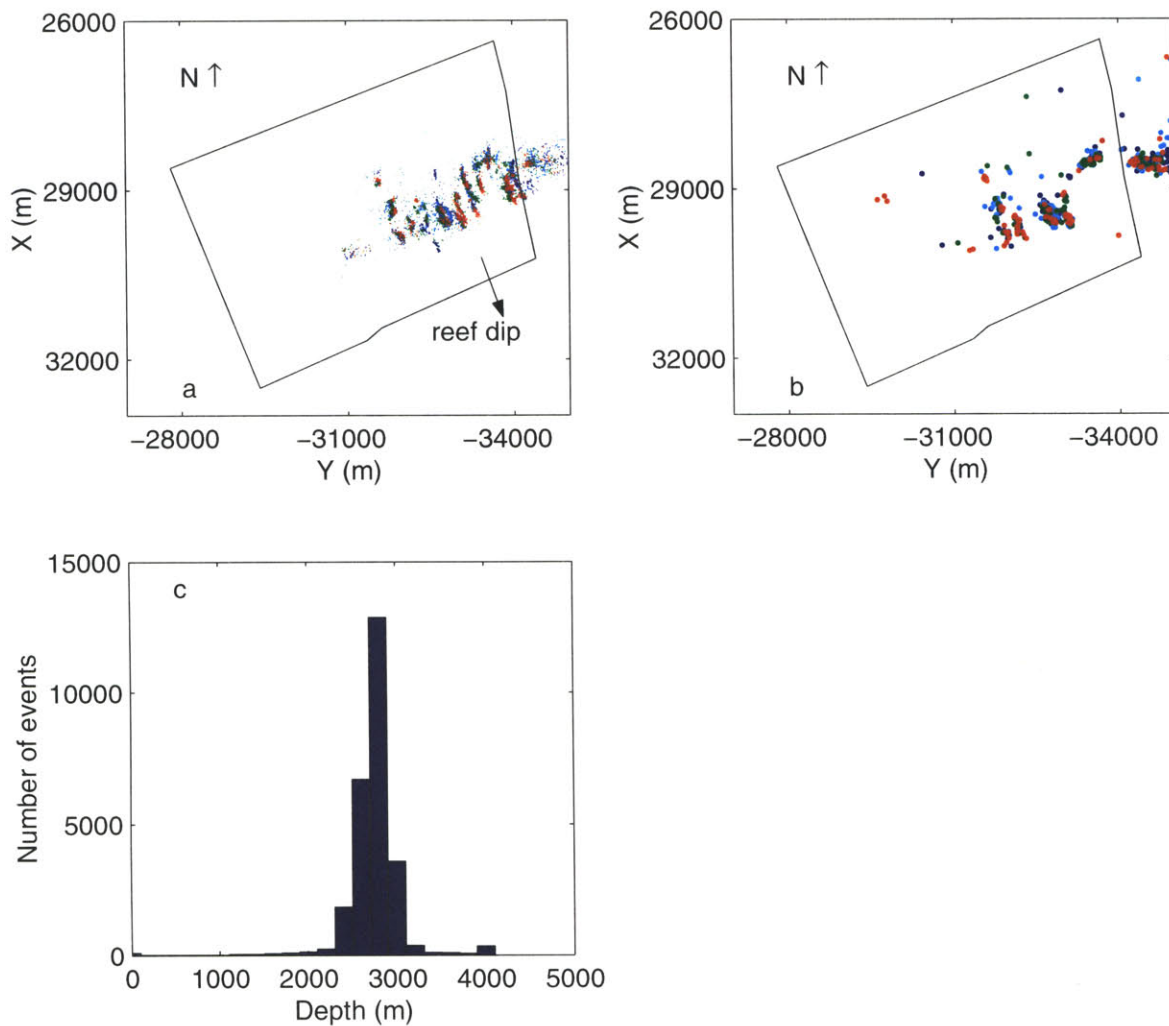 26000
29000
32000
X (m)
N ↑
reef dip
a
−28000 −31000 −34000
Y (m)
26000
29000
32000
X (m)
N ↑
b
−28000 −31000 −34000
Y (m)
15000
10000
5000
0
Number of events
c
0 1000 2000 3000 4000 5000
Depth (m)